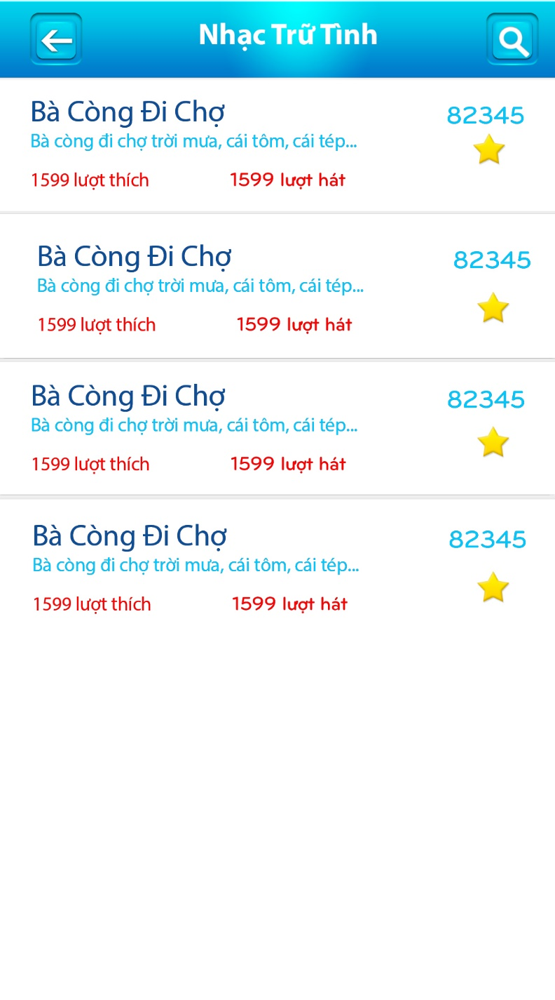 Nhạc Trữ Tình
Bà Còng Đi Chợ 82345
Bà còng đi chợ trời mưa, cái tôm, cái tép...
1599 lượt thích 1599 lượt hát
Bà Còng Đi Chợ 82345
Bà còng đi chợ trời mưa, cái tôm, cái tép...
1599 lượt thích 1599 lượt hát
Bà Còng Đi Chợ 82345
Bà còng đi chợ trời mưa, cái tôm, cái tép...
1599 lượt thích 1599 lượt hát
Bà Còng Đi Chợ 82345
Bà còng đi chợ trời mưa, cái tôm, cái tép...
1599 lượt thích 1599 lượt hát